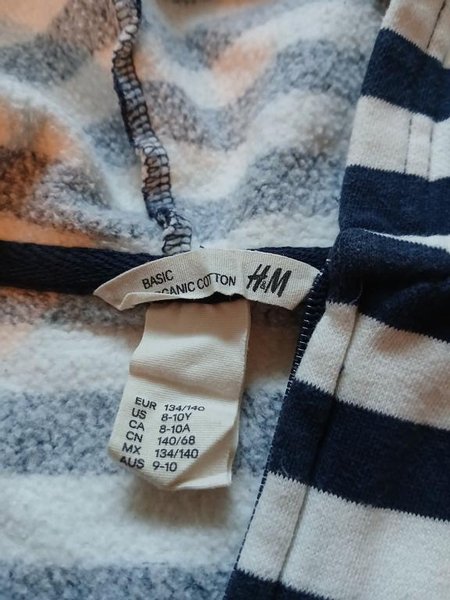 BASIC
ORGANIC COTTON H&M
EUR 134/140
US 8-10Y
CA 8-10A
CN 140/68
MX 134/140
AUS 9-10